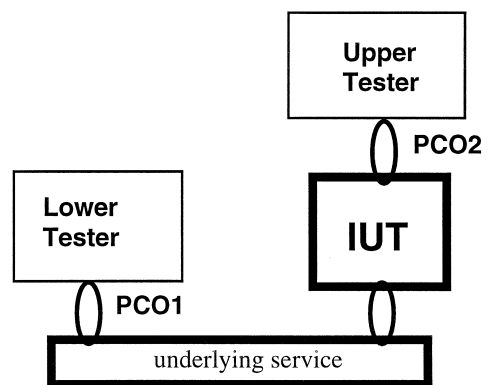 Upper
Tester
PCO2
Lower
Tester
IUT
PCO1
underlying service